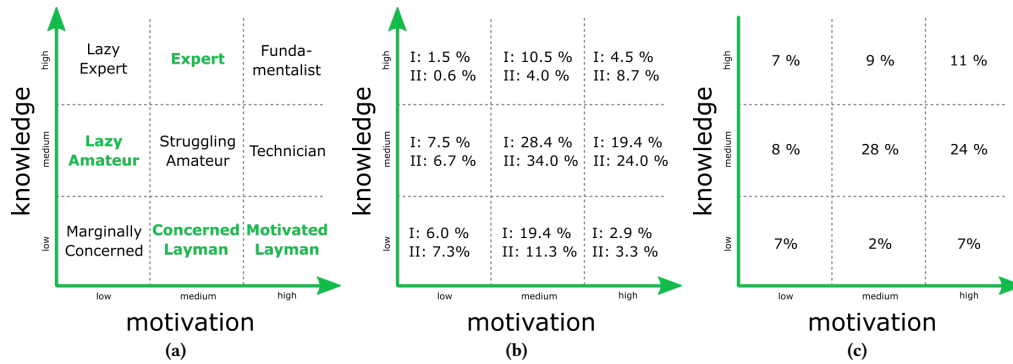 knowledge
high
medium
low
Lazy
Expert
Expert
Funda-
mentalist
Lazy
Amateur
Struggling
Amateur
Technician
Marginally
Concerned
Concerned
Layman
Motivated
Layman
low
medium
high
motivation
(a)
knowledge
high
medium
low
I: 1.5 %
II: 0.6 %
I: 10.5 %
II: 4.0 %
I: 4.5 %
II: 8.7 %
I: 7.5 %
II: 6.7 %
I: 28.4 %
II: 34.0 %
I: 19.4 %
II: 24.0 %
I: 6.0 %
II: 7.3%
I: 19.4 %
II: 11.3 %
I: 2.9 %
II: 3.3 %
low
medium
high
motivation
(b)
knowledge
high
medium
low
7 %
9 %
11 %
8 %
28 %
24 %
7%
2%
7%
low
medium
high
motivation
(c)